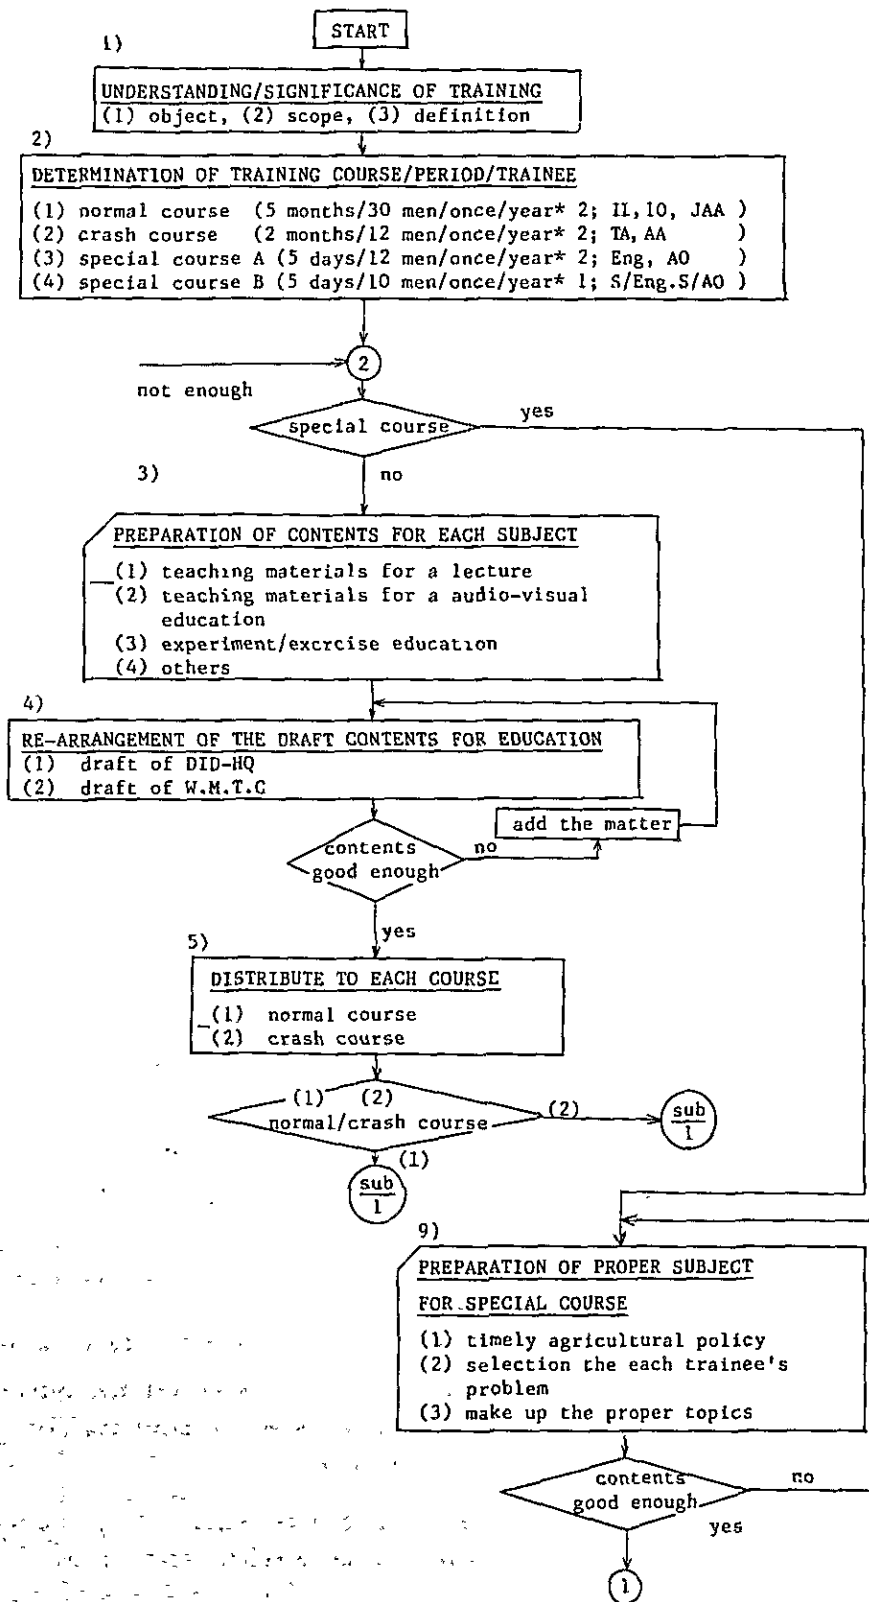 START
1)
UNDERSTANDING/SIGNIFICANCE OF TRAINING
(1) object, (2) scope, (3) definition
2)
DETERMINATION OF TRAINING COURSE/PERIOD/TRAINEE
(1) normal course (5 months/30 men/once/year* 2; II, IO, JAA )
(2) crash course (2 months/12 men/once/year* 2; TA, AA )
(3) special course A (5 days/12 men/once/year* 2; Eng, AO )
(4) special course B (5 days/10 men/once/year* 1; S/Eng.S/AO )
2
not enough
special course
yes
no
3)
PREPARATION OF CONTENTS FOR EACH SUBJECT
(1) teaching materials for a lecture
(2) teaching materials for a audio-visual
education
(3) experiment/excrcise education
(4) others
4)
RE-ARRANGEMENT OF THE DRAFT CONTENTS FOR EDUCATION
(1) draft of DID-HQ
(2) draft of W.M.T.C
add the matter
contents
good enough
no
yes
5)
DISTRIBUTE TO EACH COURSE
(1) normal course
(2) crash course
(1) (2)
normal/crash course
(2)
sub
1
(1)
sub
1
9)
PREPARATION OF PROPER SUBJECT
FOR SPECIAL COURSE
(1) timely agricultural policy
(2) selection the each trainee's
problem
(3) make up the proper topics
contents
good enough
no
yes
1